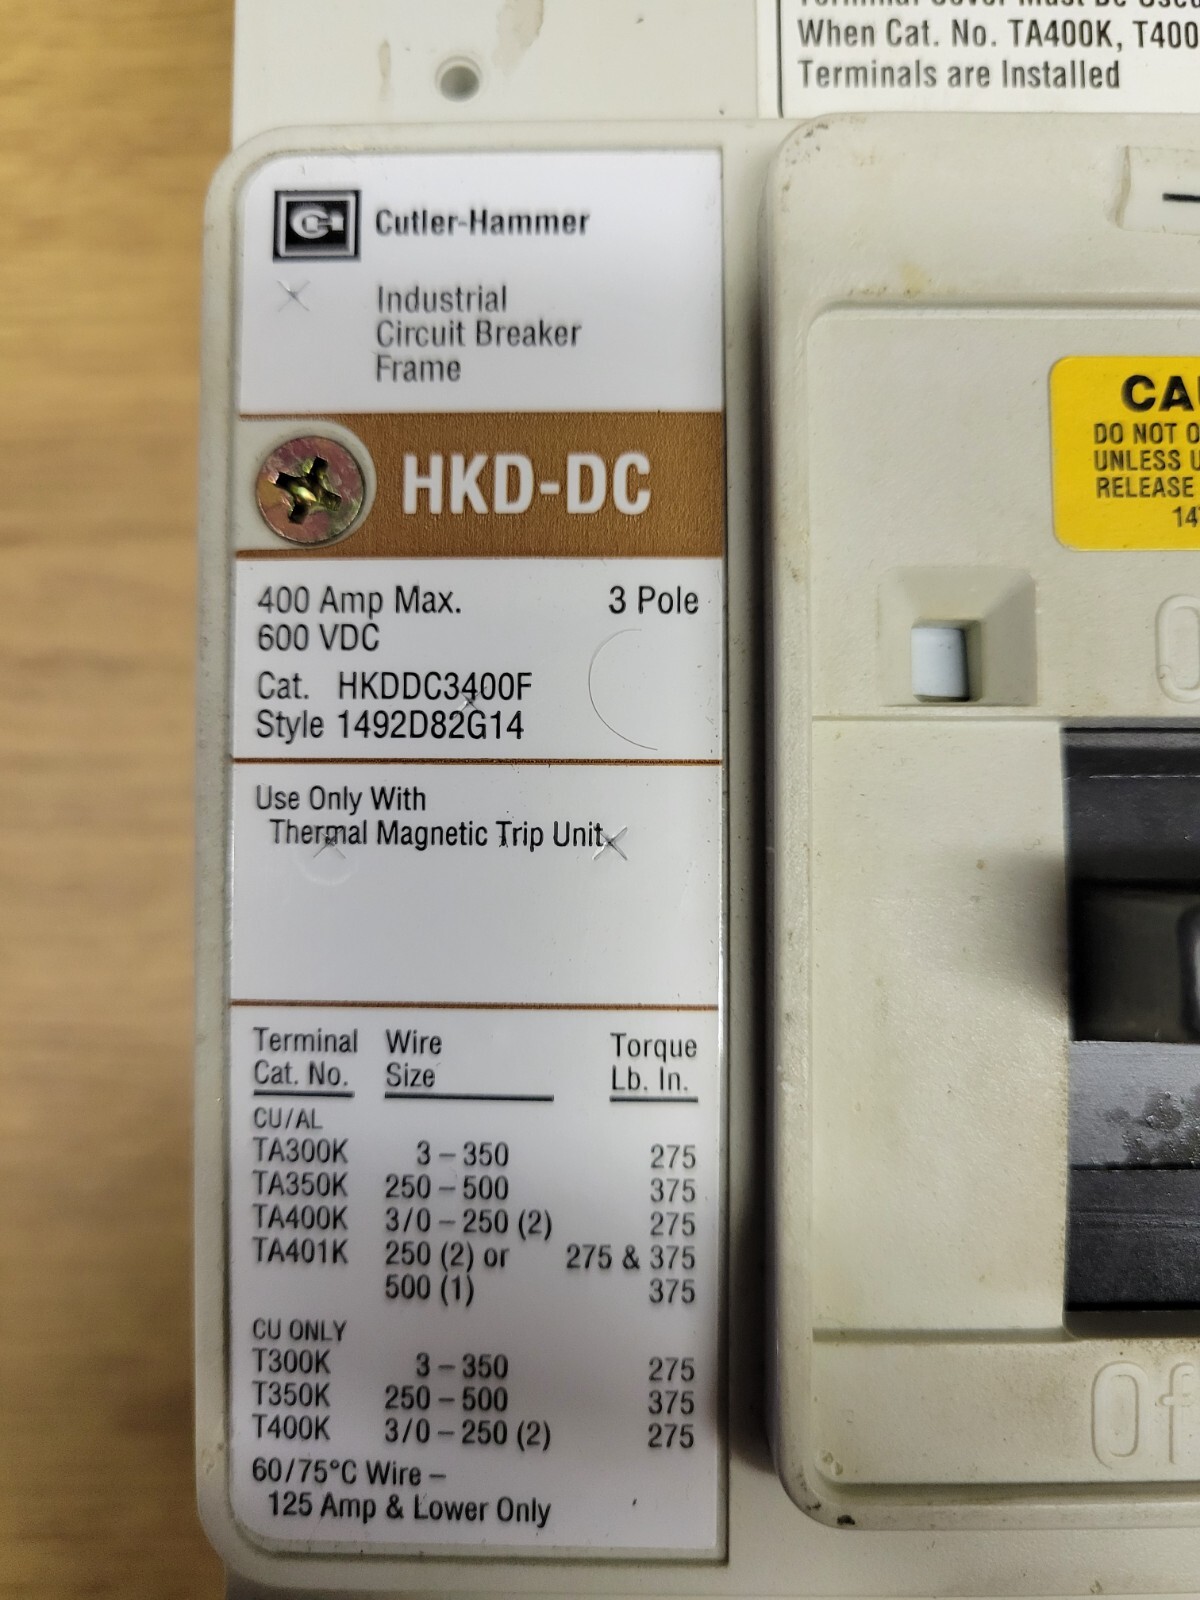 When Cat. No. TA400K, T400
Terminals are Installed
Cutler-Hammer
Industrial
Circuit Breaker
Frame
HKD-DC
400 Amp Max. 3 Pole
600 VDC
Cat. HKDDC3400F
Style 1492D82G14
Use Only With
Thermal Magnetic Trip Unit
Terminal Wire Torque
Cat. No. Size Lb. In.
CU/AL
TA300K 3 – 350 275
TA350K 250 – 500 375
TA400K 3/0 – 250 (2) 275
TA401K 250 (2) or 275 & 375
500 (1) 375
CU ONLY
T300K 3 – 350 275
T350K 250 – 500 375
T400K 3/0 – 250 (2) 275
60/75°C Wire –
125 Amp & Lower Only
DO NOT
UNLESS
RELEASE